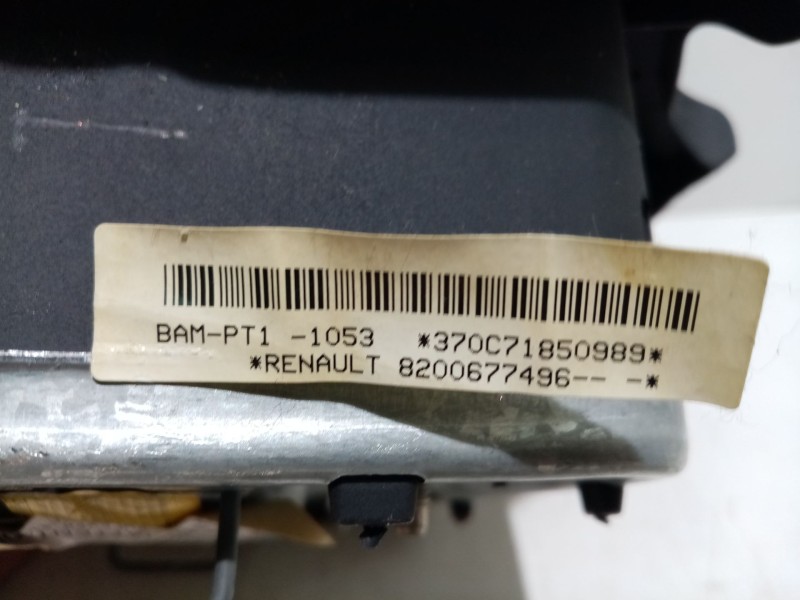 BAM-PT1 -1053 *370C71850989*
*RENAULT 8200677496-- -*